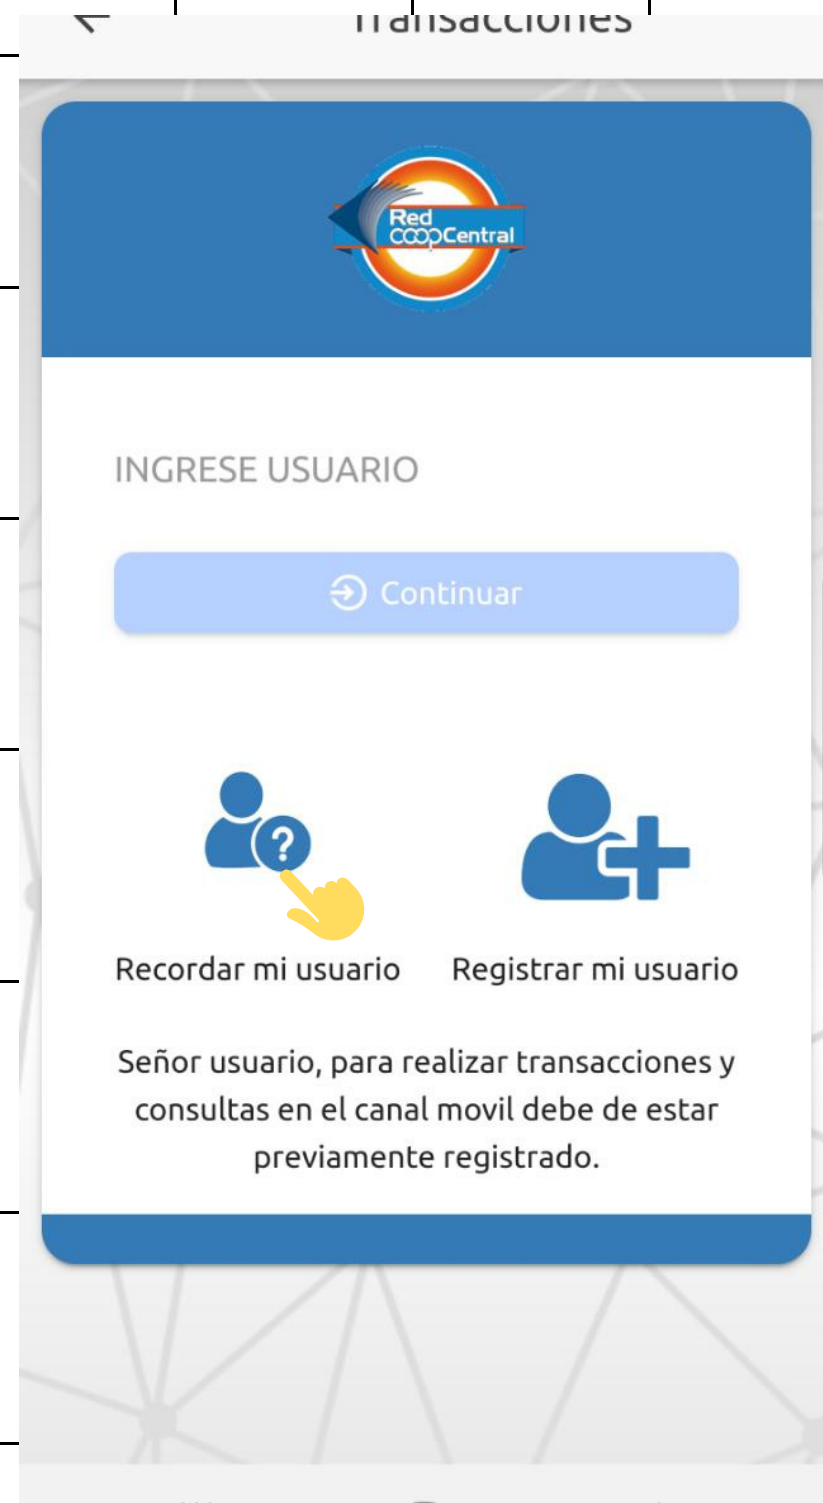 Transacciones
Red
coopCentral
INGRESE USUARIO
Continuar
Recordar mi usuario
Registrar mi usuario
Señor usuario, para realizar transacciones y
consultas en el canal movil debe de estar
previamente registrado.